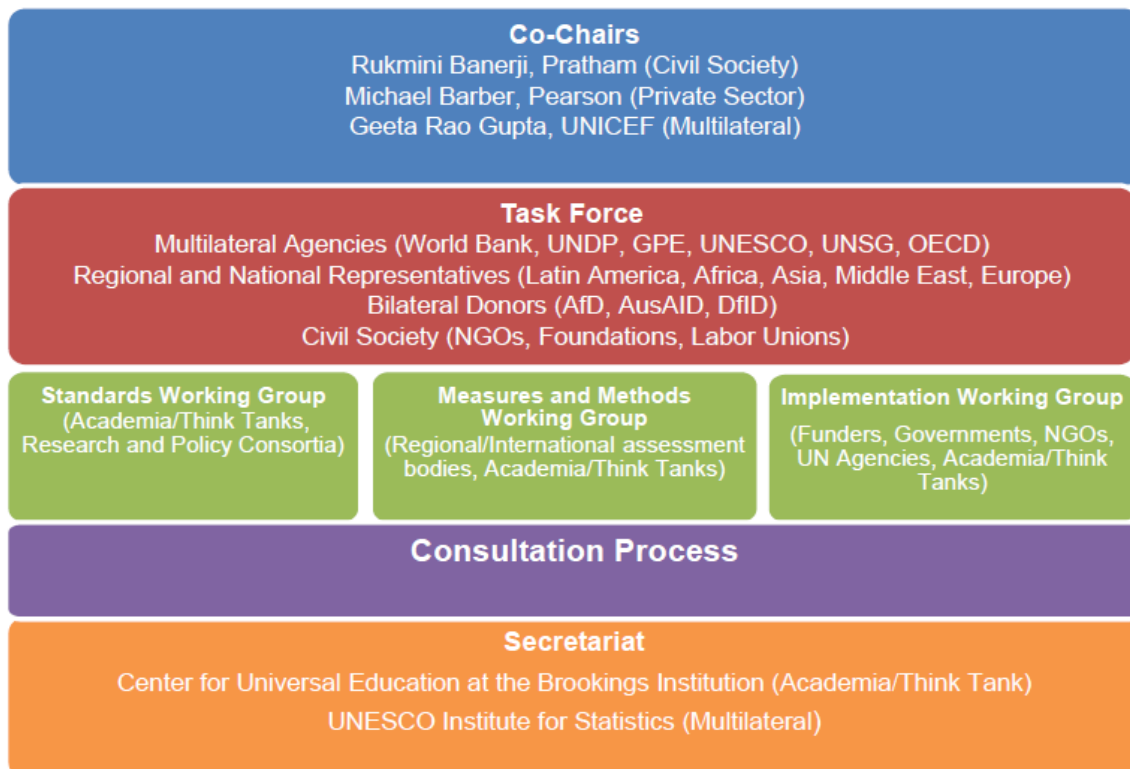 Co-Chairs
Rukmini Banerji, Pratham (Civil Society)
Michael Barber, Pearson (Private Sector)
Geeta Rao Gupta, UNICEF (Multilateral)
Task Force
Multilateral Agencies (World Bank, UNDP, GPE, UNESCO, UNSG, OECD)
Regional and National Representatives (Latin America, Africa, Asia, Middle East, Europe)
Bilateral Donors (AfD, AusAID, DfID)
Civil Society (NGOs, Foundations, Labor Unions)
Standards Working Group
(Academia/Think Tanks,
Research and Policy Consortia)
Measures and Methods
Working Group
(Regional/International assessment
bodies, Academia/Think Tanks)
Implementation Working Group
(Funders, Governments, NGOs,
UN Agencies, Academia/Think
Tanks)
Consultation Process
Secretariat
Center for Universal Education at the Brookings Institution (Academia/Think Tank)
UNESCO Institute for Statistics (Multilateral)